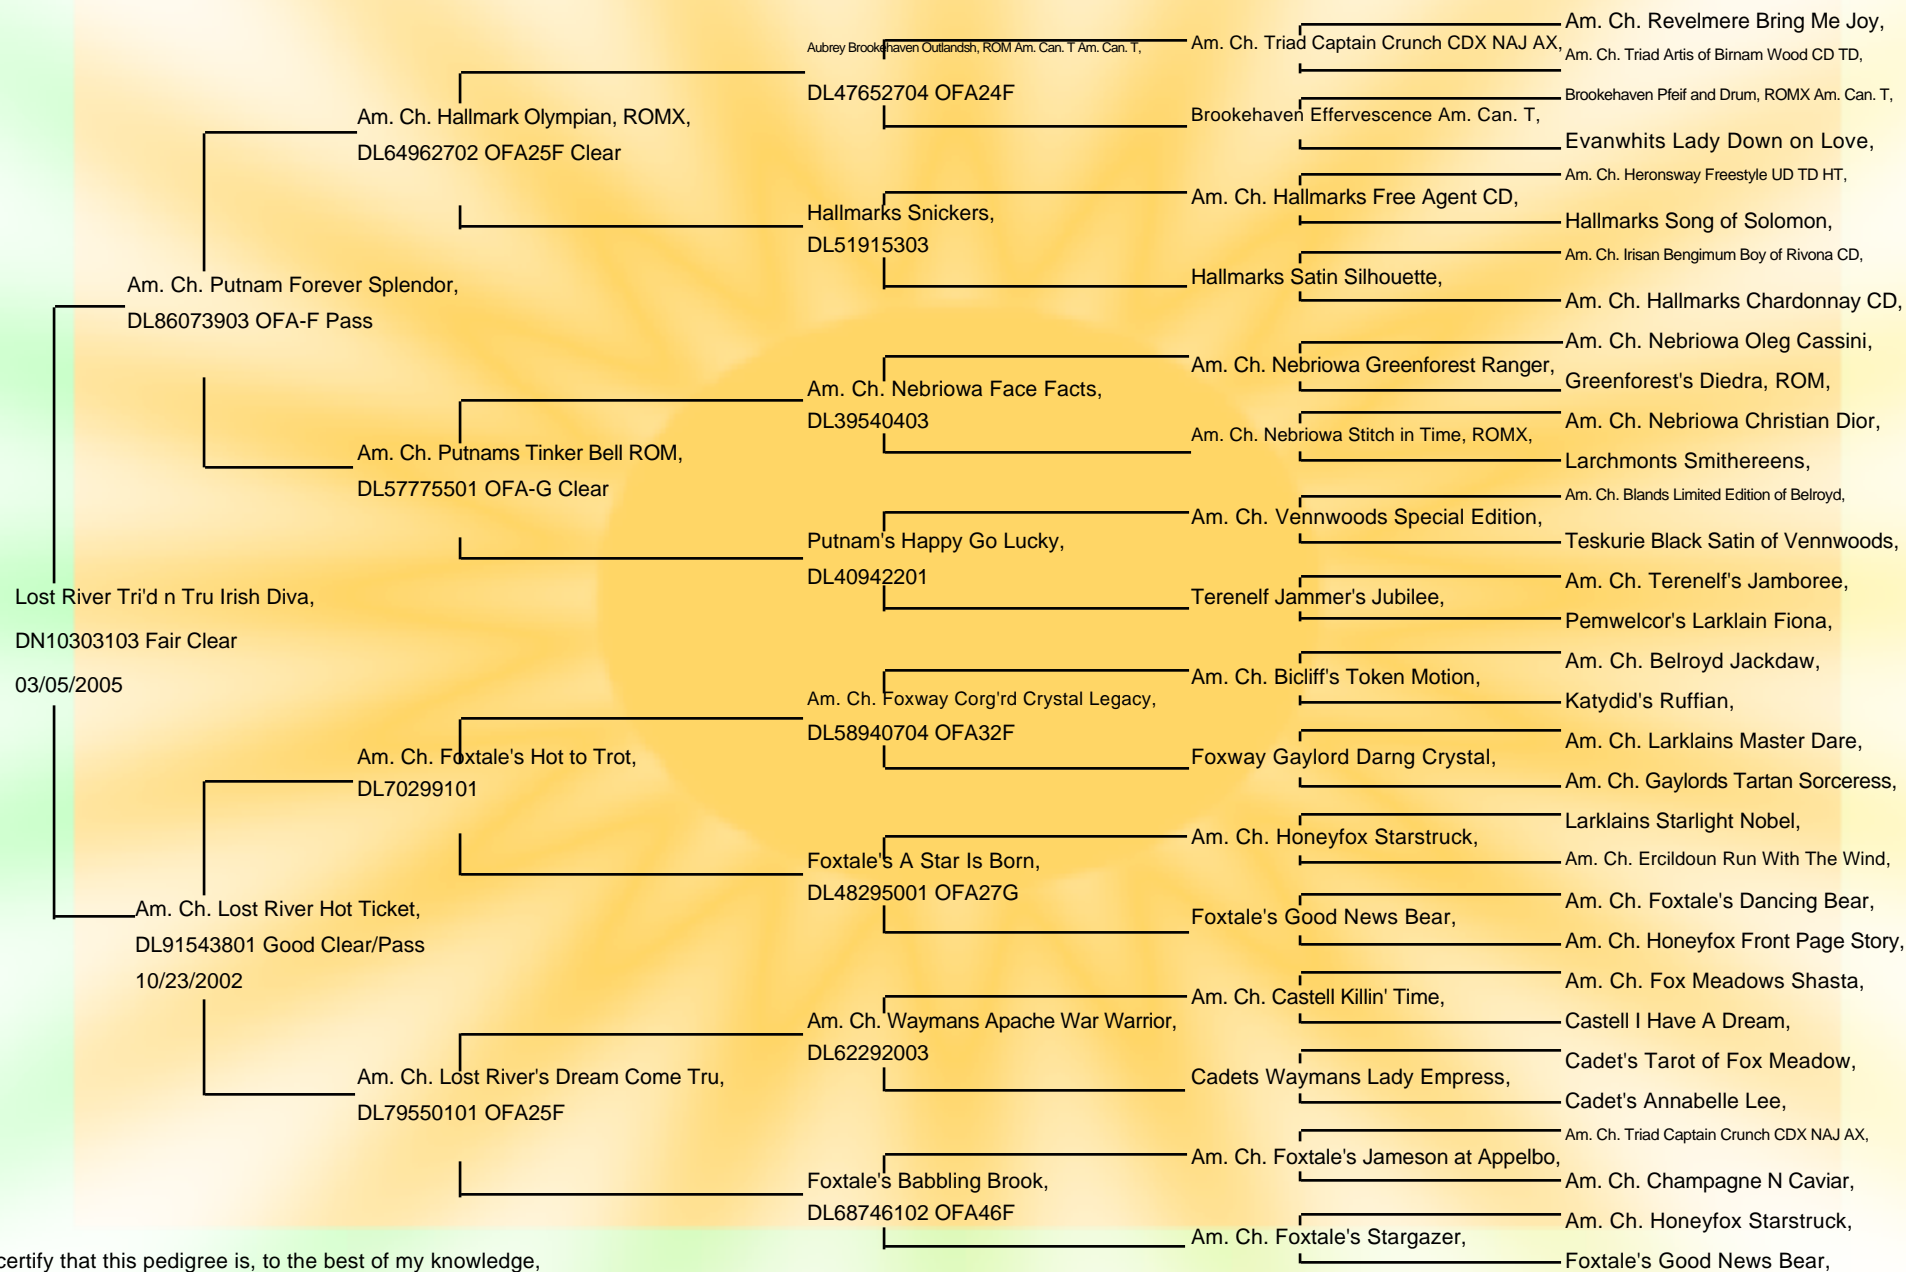 Lost River Tri'd n Tru Irish Diva,
DN10303103 Fair Clear
03/05/2005
Am. Ch. Putnam Forever Splendor,
DL86073903 OFA-F Pass
Am. Ch. Lost River Hot Ticket,
DL91543801 Good Clear/Pass
10/23/2002
Am. Ch. Hallmark Olympian, ROMX,
DL64962702 OFA25F Clear
Am. Ch. Putnams Tinker Bell ROM,
DL57775501 OFA-G Clear
Am. Ch. Foxtale's Hot to Trot,
DL70299101
Am. Ch. Lost River's Dream Come Tru,
DL79550101 OFA25F
Aubrey Brookehaven Outlandsh, ROM Am. Can. T Am. Can. T,
DL47652704 OFA24F
Hallmarks Snickers,
DL51915303
Am. Ch. Nebriowa Face Facts,
DL39540403
Putnam's Happy Go Lucky,
DL40942201
Am. Ch. Foxway Corg'rd Crystal Legacy,
DL58940704 OFA32F
Foxtale's A Star Is Born,
DL48295001 OFA27G
Am. Ch. Waymans Apache War Warrior,
DL62292003
Foxtale's Babbling Brook,
DL68746102 OFA46F
Am. Ch. Triad Captain Crunch CDX NAJ AX,
Brookehaven Effervescence Am. Can. T,
Am. Ch. Hallmarks Free Agent CD,
Hallmarks Satin Silhouette,
Am. Ch. Nebriowa Greenforest Ranger,
Am. Ch. Nebriowa Stitch in Time, ROMX,
Am. Ch. Vennwoods Special Edition,
Terenelf Jammer's Jubilee,
Am. Ch. Bicliff's Token Motion,
Foxway Gaylord Darng Crystal,
Am. Ch. Honeyfox Starstruck,
Foxtale's Good News Bear,
Am. Ch. Castell Killin' Time,
Cadets Waymans Lady Empress,
Am. Ch. Foxtale's Jameson at Appelbo,
Am. Ch. Foxtale's Stargazer,
Am. Ch. Revelmere Bring Me Joy,
Am. Ch. Triad Artis of Birnam Wood CD TD,
Brookehaven Pfeif and Drum, ROMX Am. Can. T,
Evanwhits Lady Down on Love,
Am. Ch. Heronsway Freestyle UD TD HT,
Hallmarks Song of Solomon,
Am. Ch. Irisan Bengimum Boy of Rivona CD,
Am. Ch. Hallmarks Chardonnay CD,
Am. Ch. Nebriowa Oleg Cassini,
Greenforest's Diedra, ROM,
Am. Ch. Nebriowa Christian Dior,
Larchmonts Smithereens,
Am. Ch. Blands Limited Edition of Belroyd,
Teskurie Black Satin of Vennwoods,
Am. Ch. Terenelf's Jamboree,
Pemwelcor's Larklain Fiona,
Am. Ch. Belroyd Jackdaw,
Katydid's Ruffian,
Am. Ch. Larklains Master Dare,
Am. Ch. Gaylords Tartan Sorceress,
Larklains Starlight Nobel,
Am. Ch. Ercildoun Run With The Wind,
Am. Ch. Foxtale's Dancing Bear,
Am. Ch. Honeyfox Front Page Story,
Am. Ch. Fox Meadows Shasta,
Castell I Have A Dream,
Cadet's Tarot of Fox Meadow,
Cadet's Annabelle Lee,
Am. Ch. Triad Captain Crunch CDX NAJ AX,
Am. Ch. Champagne N Caviar,
Am. Ch. Honeyfox Starstruck,
Foxtale's Good News Bear,
certify that this pedigree is, to the best of my knowledge,